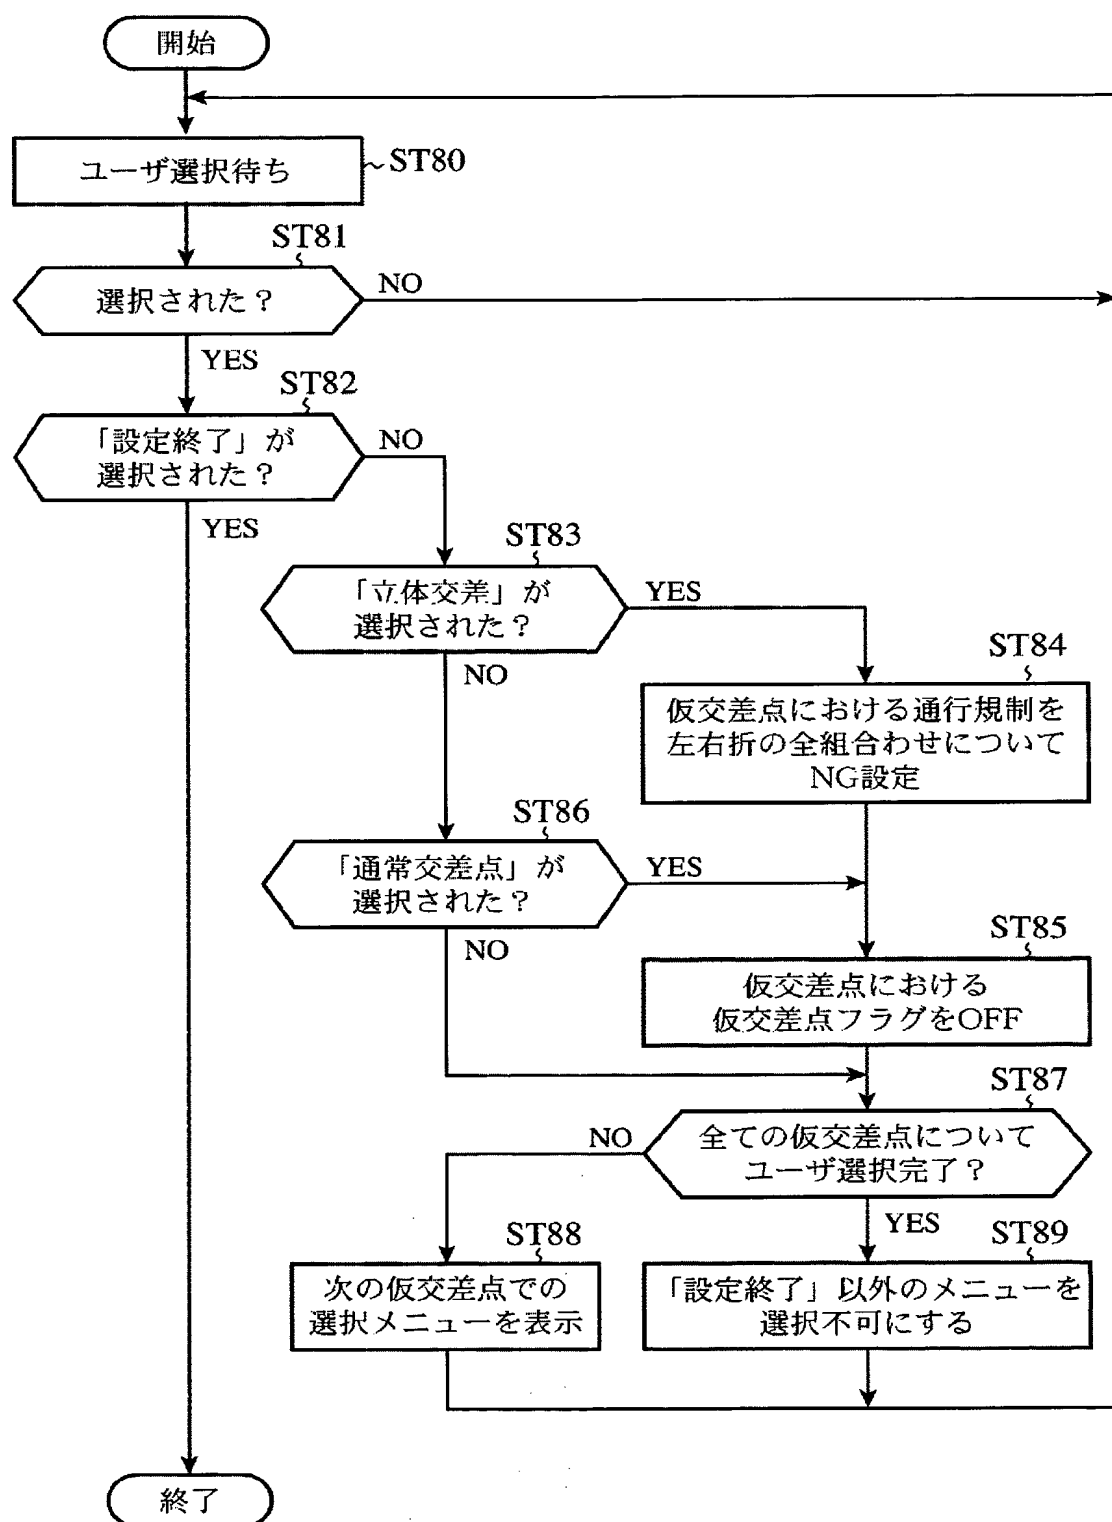 開始
ユーザ選択待ち
ST80
ST81
選択された？
NO
YES
ST82
「設定終了」が
選択された？
NO
YES
ST83
「立体交差」が
選択された？
YES
NO
ST84
仮交差点における通行規制を
左右折の全組合わせについて
NG設定
ST86
「通常交差点」が
選択された？
YES
NO
ST85
仮交差点における
仮交差点フラグをOFF
ST87
全ての仮交差点について
ユーザ選択完了？
NO
YES
ST88
次の仮交差点での
選択メニューを表示
ST89
「設定終了」以外のメニューを
選択不可にする
終了